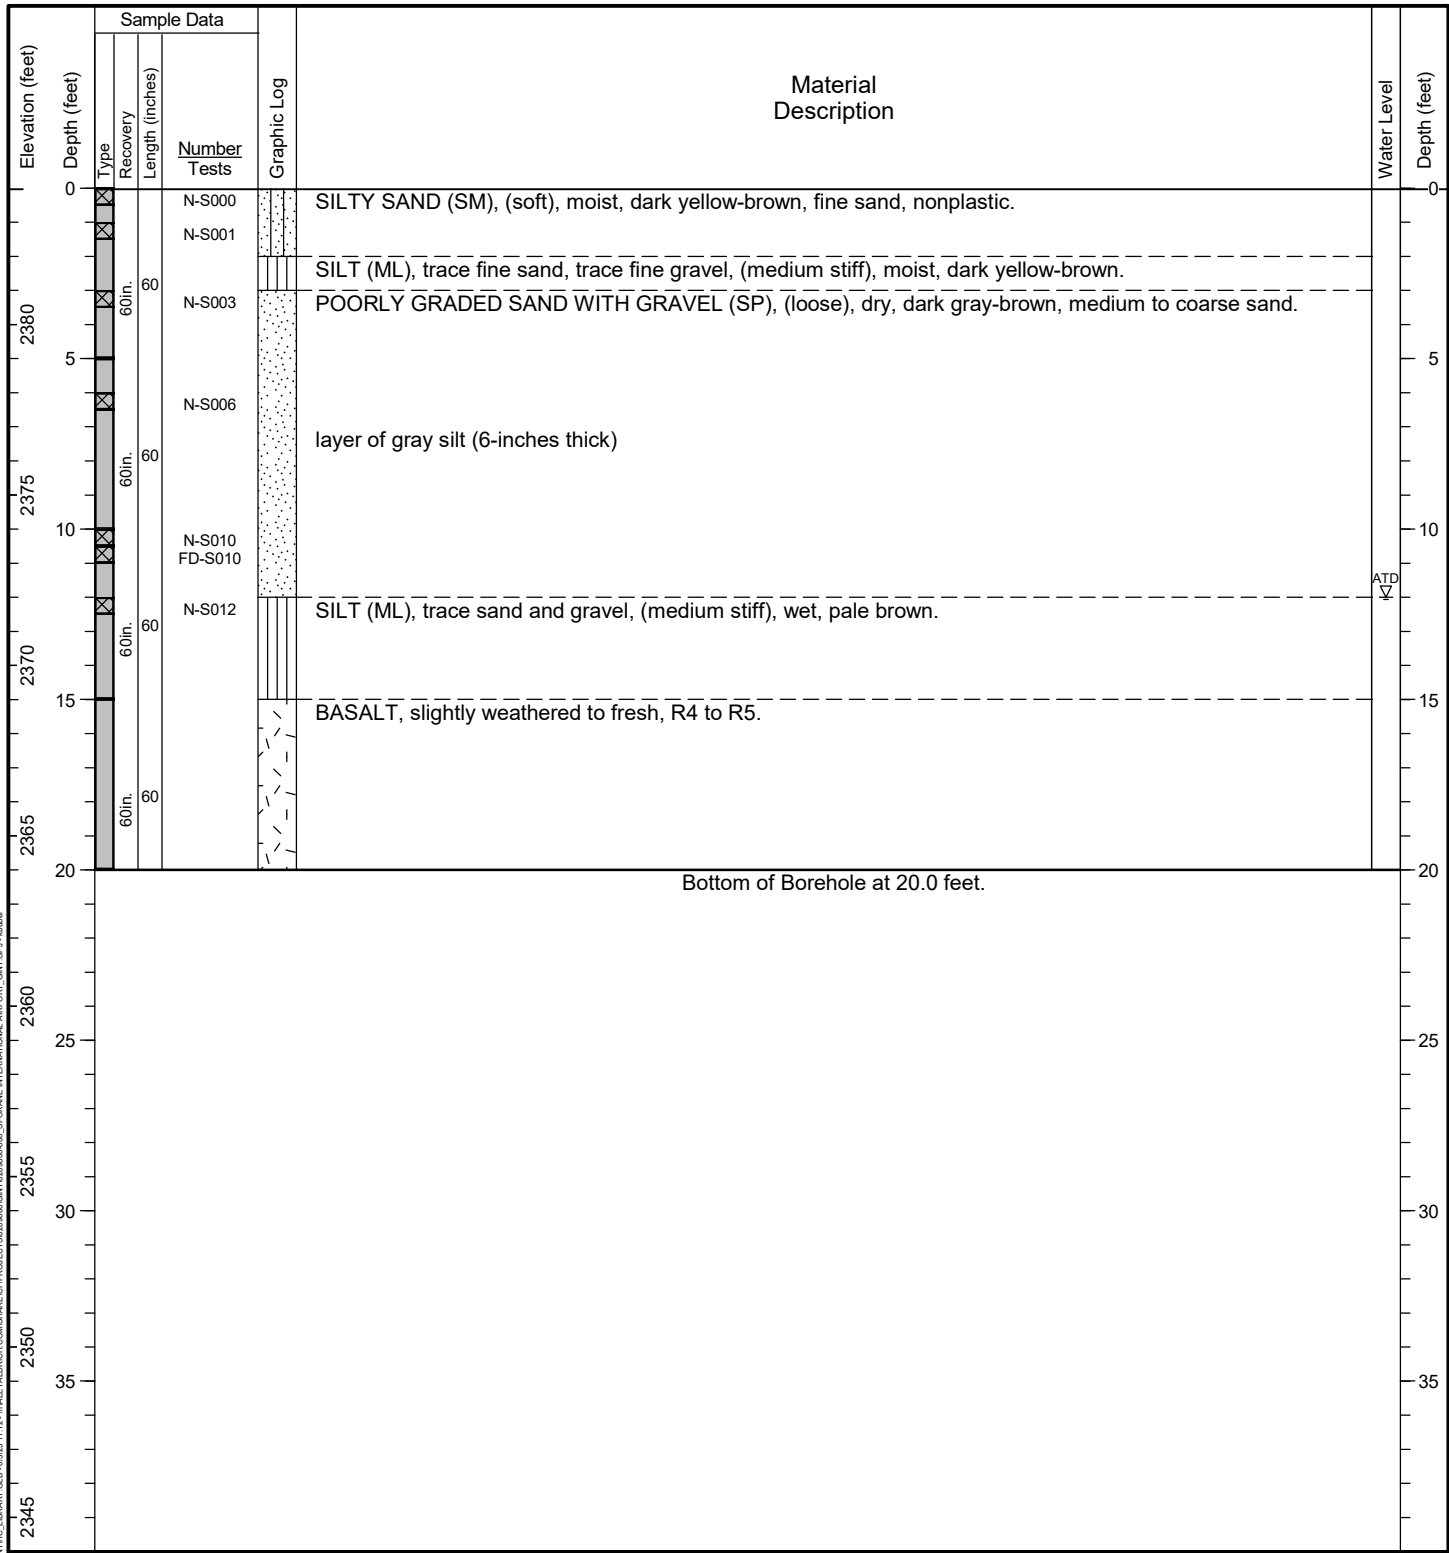 Sample Data
Elevation (feet)
Depth (feet)
Type
Recovery
Length (inches)
Number
Tests
Graphic Log
Material
Description
Water Level
Depth (feet)
0
N-S000
SILTY SAND (SM), (soft), moist, dark yellow-brown, fine sand, nonplastic.
0
N-S001
SILT (ML), trace fine sand, trace fine gravel, (medium stiff), moist, dark yellow-brown.
60in.
60
N-S003
POORLY GRADED SAND WITH GRAVEL (SP), (loose), dry, dark gray-brown, medium to coarse sand.
2380
5
5
N-S006
layer of gray silt (6-inches thick)
60in.
60
2375
10
N-S010
10
FD-S010
ATD
N-S012
SILT (ML), trace sand and gravel, (medium stiff), wet, pale brown.
60in.
60
2370
15
15
BASALT, slightly weathered to fresh, R4 to R5.
60in.
60
2365
20
20
Bottom of Borehole at 20.0 feet.
2360
25
25
2355
30
30
2350
35
35
2345